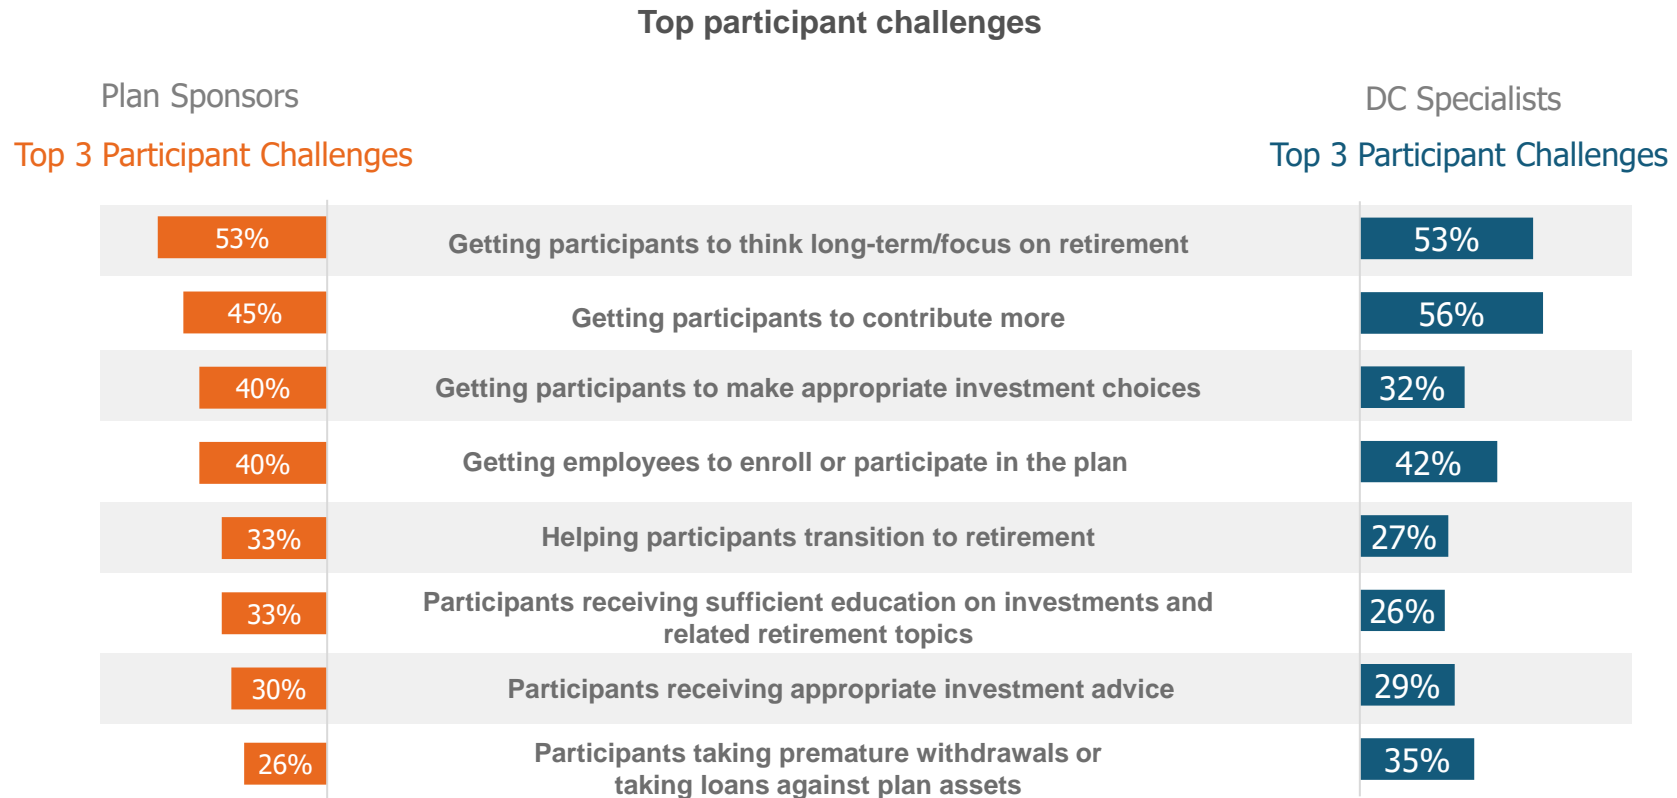 Top participant challenges
Plan Sponsors
DC Specialists
Top 3 Participant Challenges
Top 3 Participant Challenges
53%
Getting participants to think long-term/focus on retirement
53%
45%
Getting participants to contribute more
56%
40%
Getting participants to make appropriate investment choices
32%
40%
Getting employees to enroll or participate in the plan
42%
33%
Helping participants transition to retirement
27%
33%
Participants receiving sufficient education on investments and
related retirement topics
26%
30%
Participants receiving appropriate investment advice
29%
26%
Participants taking premature withdrawals or
taking loans against plan assets
35%